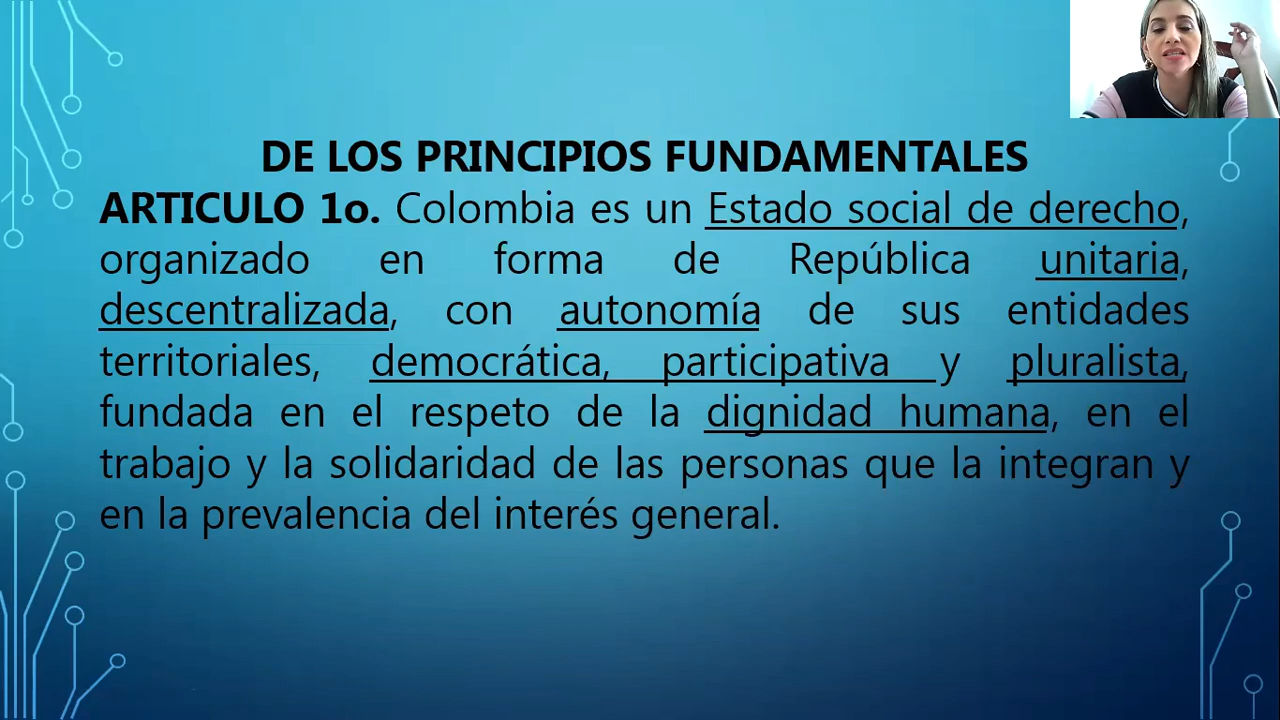 DE LOS PRINCIPIOS FUNDAMENTALES
ARTICULO 1o. Colombia es un Estado social de derecho,
organizado en forma de República unitaria,
descentralizada, con autonomía de sus entidades
territoriales, democrática, participativa y pluralista,
fundada en el respeto de la dignidad humana, en el
trabajo y la solidaridad de las personas que la integran y
en la prevalencia del interés general.